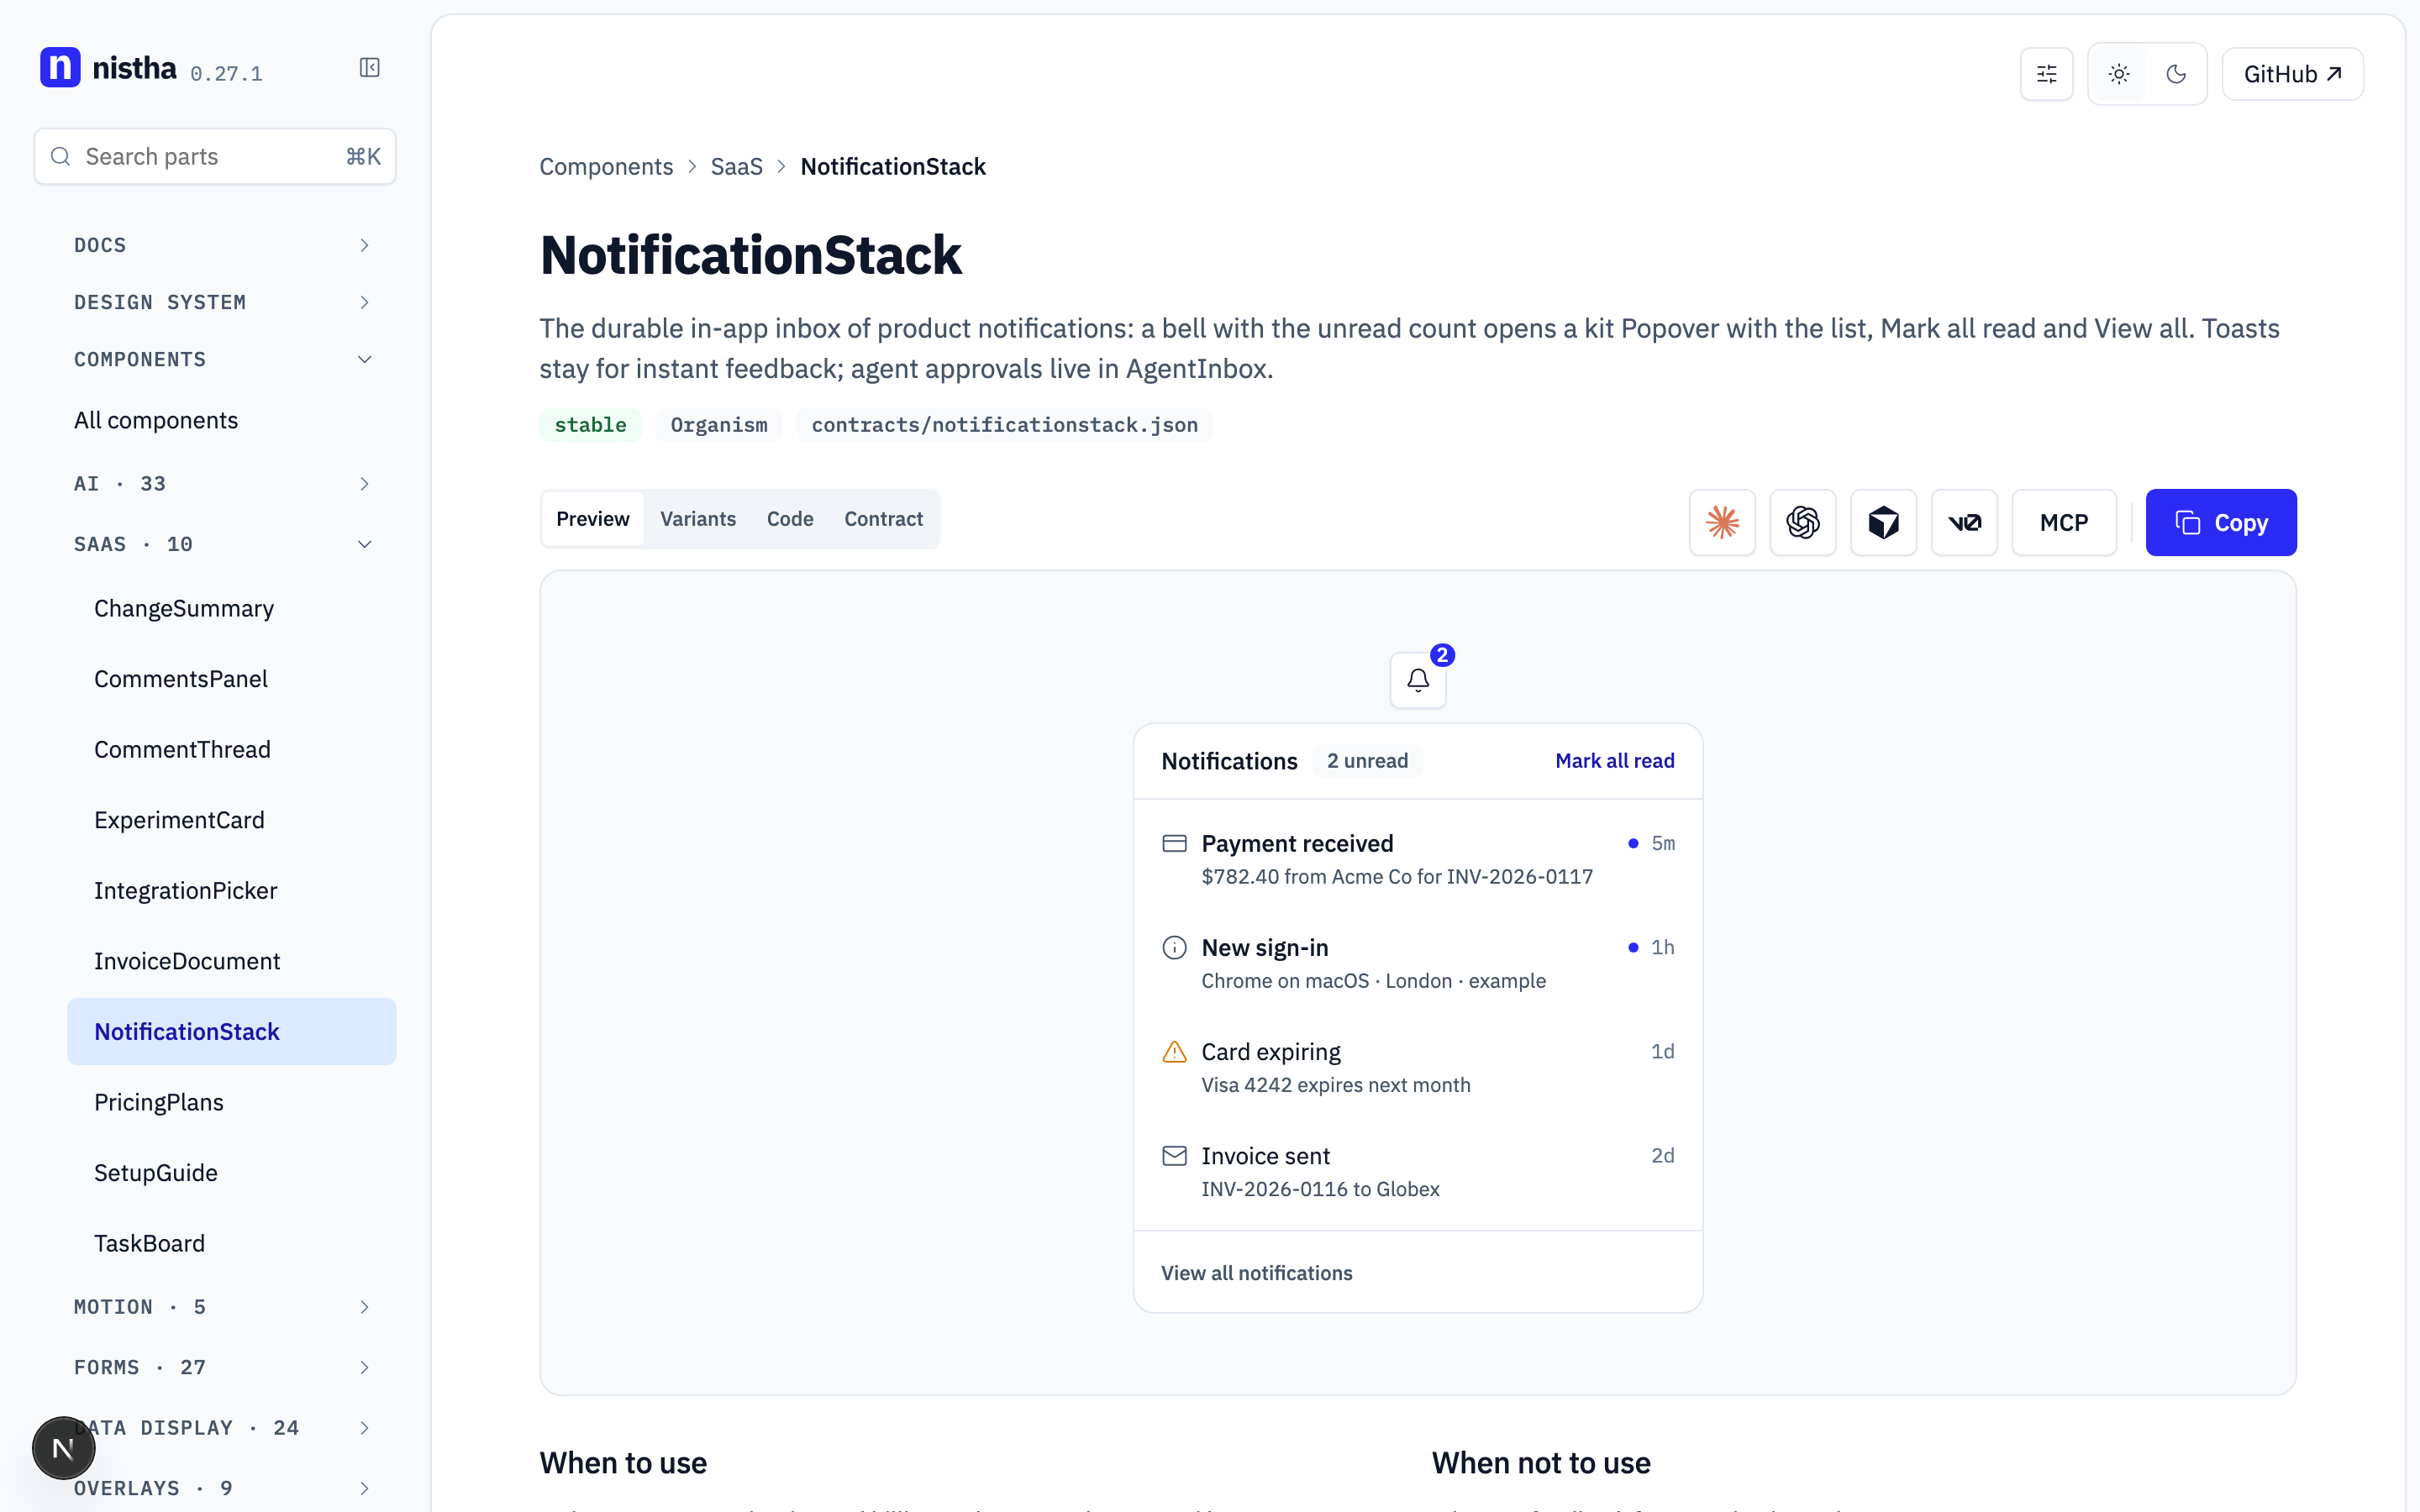 n nistha 0.27.1
Search parts ⌘K
DOCS
DESIGN SYSTEM
COMPONENTS
All components
AI · 33
SAAS · 10
ChangeSummary
CommentsPanel
CommentThread
ExperimentCard
IntegrationPicker
InvoiceDocument
NotificationStack
PricingPlans
SetupGuide
TaskBoard
MOTION · 5
FORMS · 27
DATA DISPLAY · 24
N
OVERLAYS · 9
GitHub
Components > SaaS > NotificationStack
NotificationStack
The durable in-app inbox of product notifications: a bell with the unread count opens a kit Popover with the list, Mark all read and View all. Toasts
stay for instant feedback; agent approvals live in AgentInbox.
stable Organism contracts/notificationstack.json
Preview Variants Code Contract
v0 MCP Copy
2
Notifications 2 unread Mark all read
Payment received 5m
$782.40 from Acme Co for INV-2026-0117
New sign-in 1h
Chrome on macOS · London · example
Card expiring 1d
Visa 4242 expires next month
Invoice sent 2d
INV-2026-0116 to Globex
View all notifications
When to use
When not to use